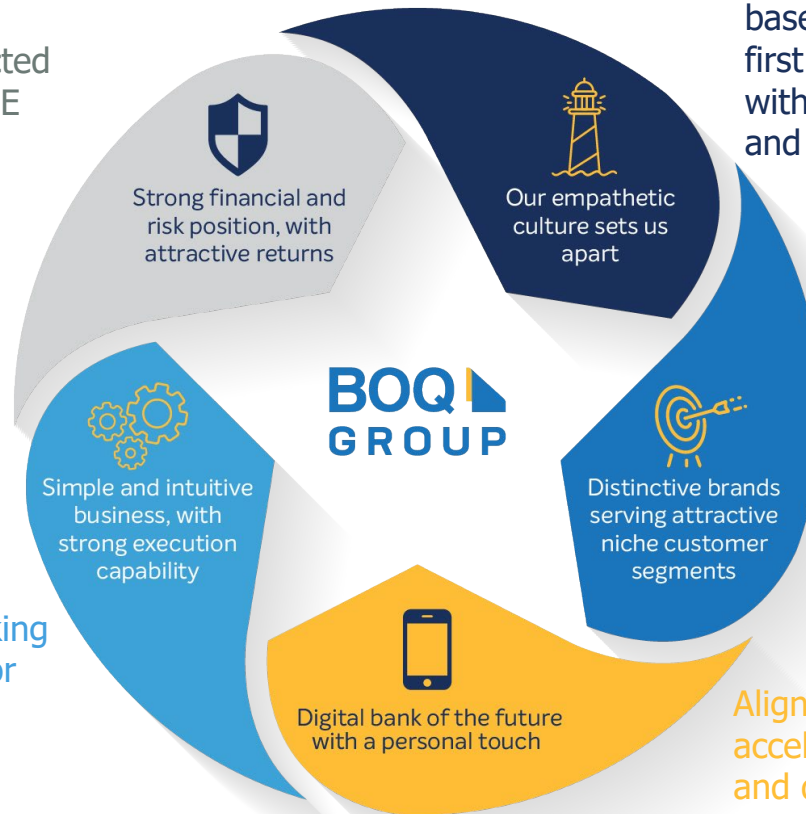 first
with
and
Strong financial and
risk position, with
attractive returns
Our empathetic
culture sets us
apart
BOQ
GROUP
Simple and intuitive
business, with
strong execution
capability
Distinctive brands
serving attractive
niche customer
segments
Digital bank of the future
with a personal touch
and